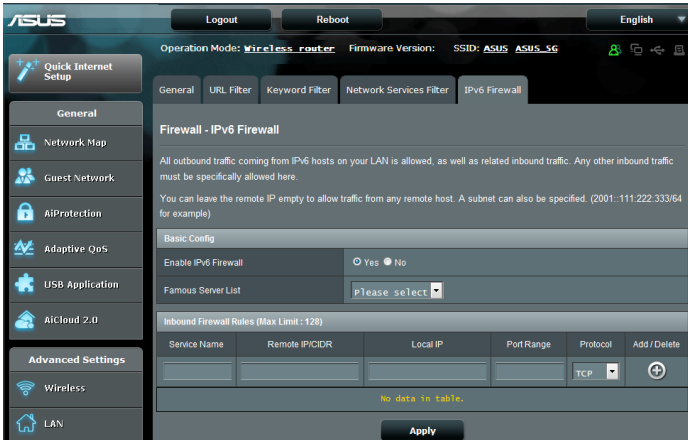 ASUS
Logout
Reboot
English
Operation Mode: Wireless router Firmware Version: SSID: ASUS ASUS_5G
Quick Internet
Setup
General
Network Map
Guest Network
AiProtection
Adaptive QoS
USB Application
AiCloud 2.0
Advanced Settings
Wireless
LAN
General URL Filter Keyword Filter Network Services Filter IPv6 Firewall
Firewall - IPv6 Firewall
All outbound traffic coming from IPv6 hosts on your LAN is allowed, as well as related inbound traffic. Any other inbound traffic
must be specifically allowed here.
You can leave the remote IP empty to allow traffic from any remote host. A subnet can also be specified. (2001::111:222:333/64
for example)
Basic Config
Enable IPv6 Firewall Yes No
Famous Server List Please select
Inbound Firewall Rules (Max Limit : 128)
Service Name Remote IP/CIDR Local IP Port Range Protocol Add / Delete
TCP
No data in table.
Apply